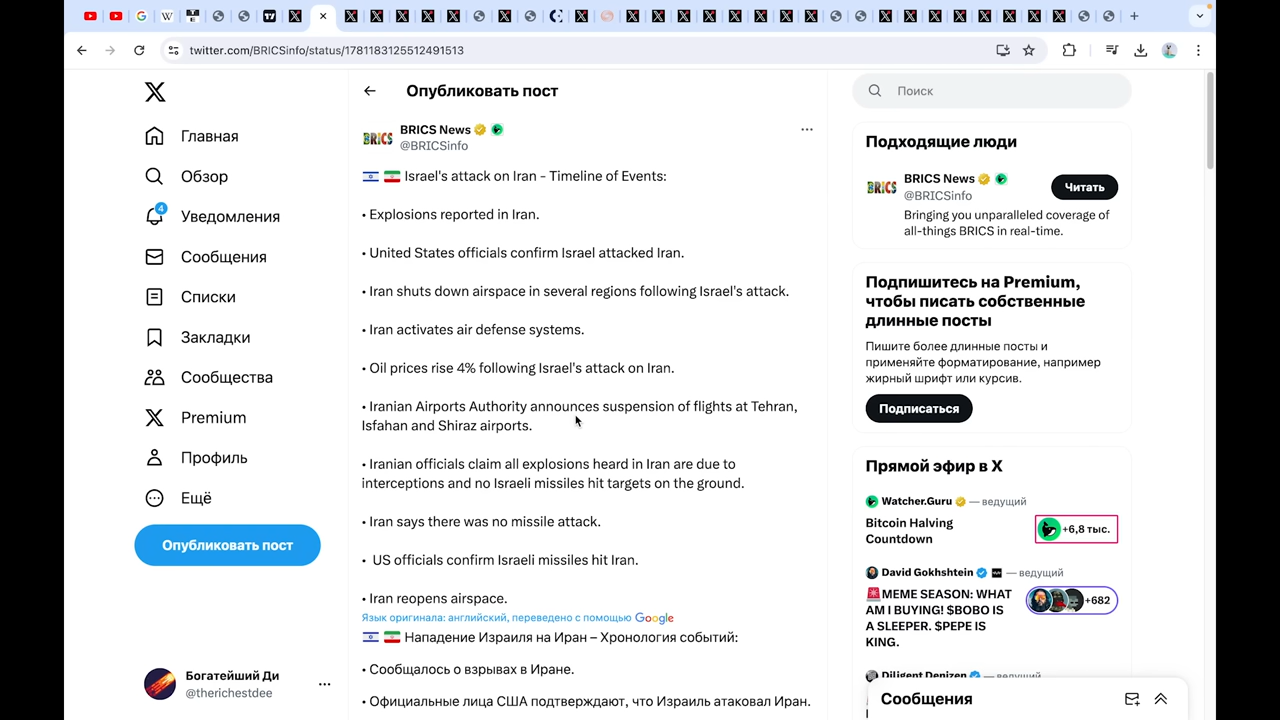 twitter.com/BRICSinfo/status/1781183125512491513
Главная
Обзор
4
Уведомления
Сообщения
Списки
Закладки
Сообщества
Premium
Профиль
Ещё
Опубликовать пост
Богатейший Ди
@therichestdee
Опубликовать пост
BRICS News
@BRICSinfo
Israel's attack on Iran - Timeline of Events:
• Explosions reported in Iran.
• United States officials confirm Israel attacked Iran.
• Iran shuts down airspace in several regions following Israel's attack.
• Iran activates air defense systems.
• Oil prices rise 4% following Israel's attack on Iran.
• Iranian Airports Authority announces suspension of flights at Tehran,
Isfahan and Shiraz airports.
• Iranian officials claim all explosions heard in Iran are due to
interceptions and no Israeli missiles hit targets on the ground.
• Iran says there was no missile attack.
• US officials confirm Israeli missiles hit Iran.
• Iran reopens airspace.
Язык оригинала: английский, переведено с помощью Google
Нападение Израиля на Иран – Хронология событий:
• Сообщалось о взрывах в Иране.
• Официальные лица США подтверждают, что Израиль атаковал Иран.
Поиск
Подходящие люди
BRICS
BRICS News
@BRICSinfo
Читать
Bringing you unparalleled coverage of
all-things BRICS in real-time.
Подпишитесь на Premium,
чтобы писать собственные
длинные посты
Пишите более длинные посты и
применяйте форматирование, например
жирный шрифт или курсив.
Подписаться
Прямой эфир в X
Watcher.Guru — ведущий
Bitcoin Halving
Countdown
+6,8 тыс.
David Gokhshtein — ведущий
MEME SEASON: WHAT
AM I BUYING! $BOBO IS
A SLEEPER. $PEPE IS
KING.
+682
Diligent Denizen — ведущий
Сообщения